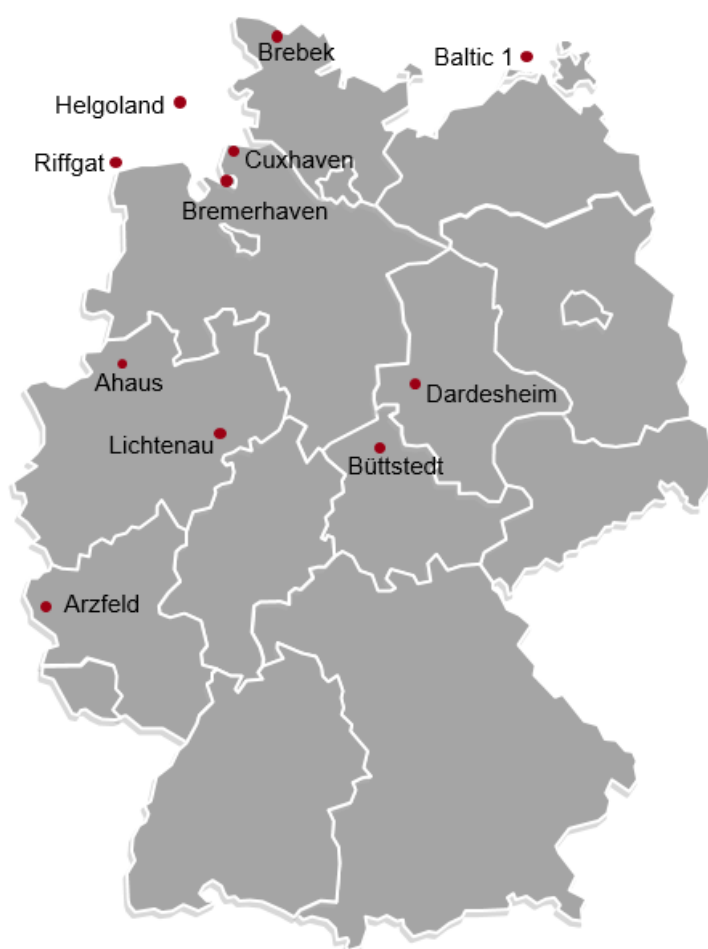 Brebek
Baltic 1
Helgoland
Riffgat
Cuxhaven
Bremerhaven
Ahaus
Dardesheim
Lichtenau
Büttstedt
Arzfeld